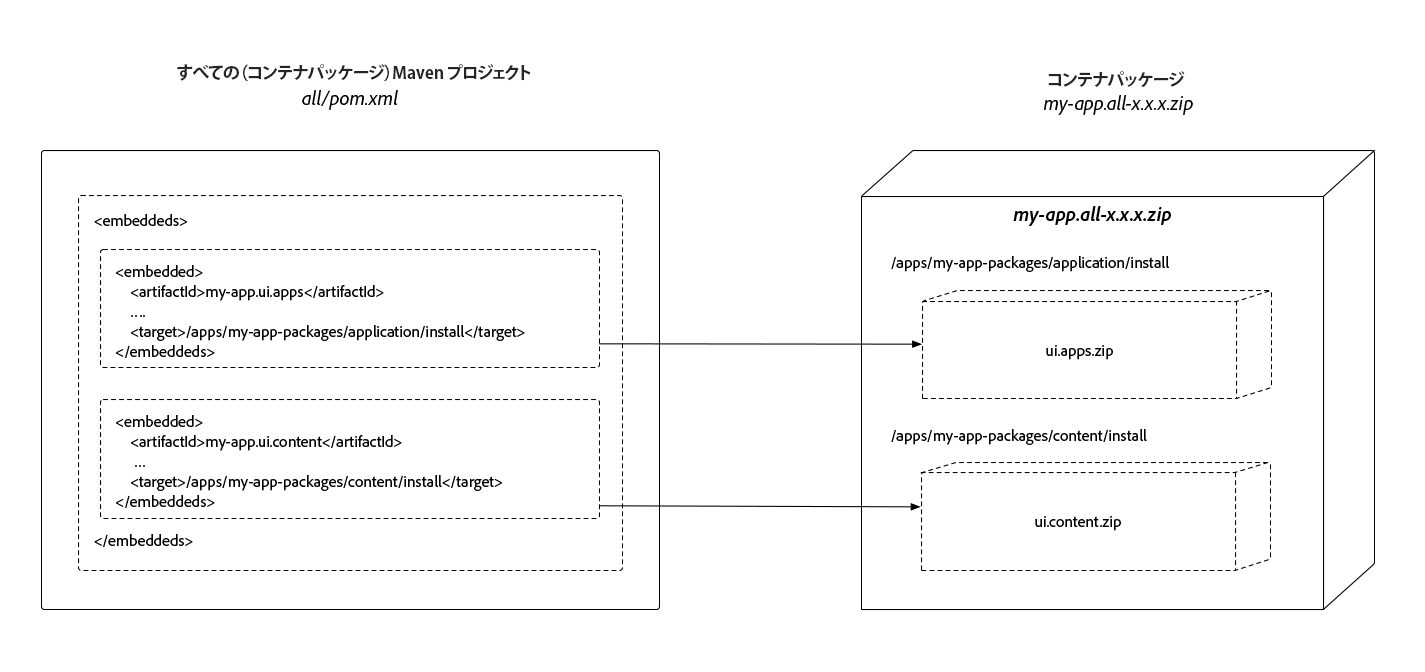 すべての（コンテナパッケージ）Maven プロジェクト
all/pom.xml
<embeddeds>
<embedded>
<artifactId>my-app.ui.apps</artifactId>
....
<target>/apps/my-app-packages/application/install</target>
</embeddeds>
<embedded>
<artifactId>my-app.ui.content</artifactId>
...
<target>/apps/my-app-packages/content/install</target>
</embeddeds>
</embeddeds>
コンテナパッケージ
my-app.all-x.x.x.zip
my-app.all-x.x.x.zip
/apps/my-app-packages/application/install
ui.apps.zip
/apps/my-app-packages/content/install
ui.content.zip